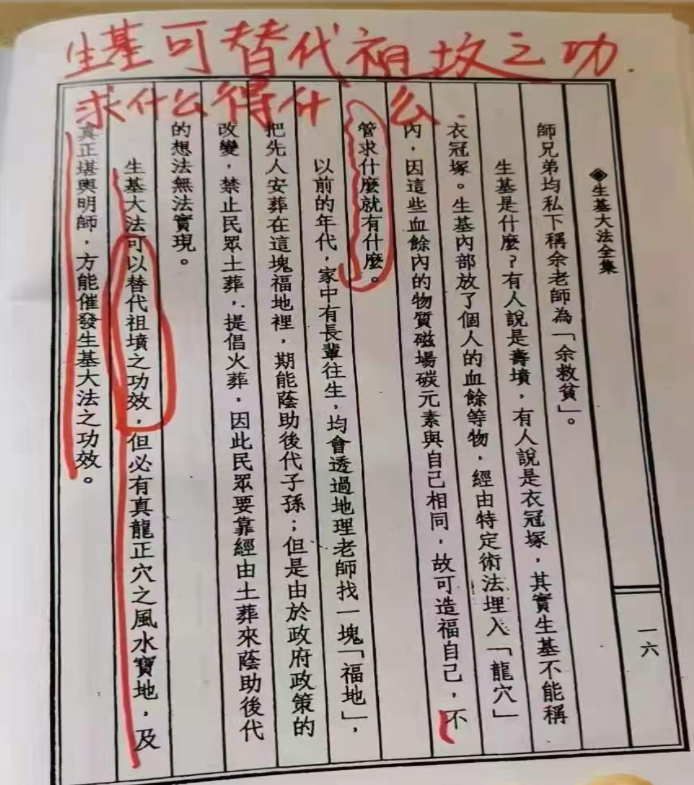 生基可替代祖坟之功
求什么得什么.
◈生基大法全集
一六
師兄弟均私下稱余老師為「余救貧」。
生基是什麼？有人說是壽墳，有人說是衣冠塚，其實生基不能稱
衣冠塚。生基內部放了個人的血餘等物，經由特定術法埋入「龍穴」
內，因這些血餘內的物質磁場碳元素與自己相同，故可造福自己，不
管求什麼就有什麼。
以前的年代，家中有長輩往生，均會透過地理老師找一塊「福地」，
把先人安葬在這塊福地裡，期能蔭助後代子孫；但是由於政府政策的
改變，禁止民眾土葬，提倡火葬，因此民眾要靠經由土葬來蔭助後代
的想法無法實現。
生基大法可以替代祖墳之功效，但必有真龍正穴之風水寶地，及
真正堪輿明師，方能催發生基大法之功效。